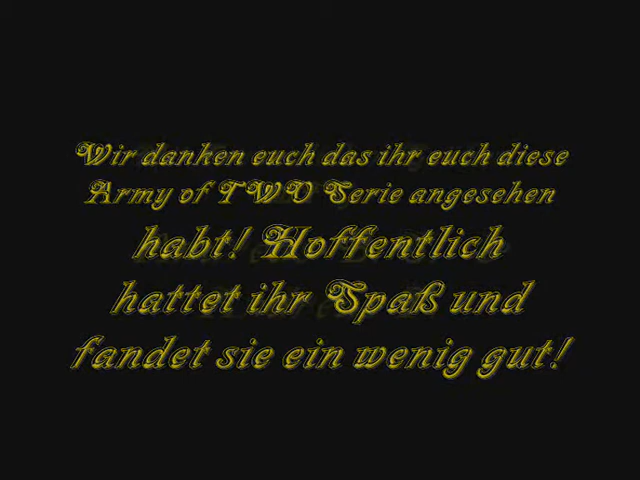 Wir danken euch das ihr euch diese
Army of TWO Serie angesehen
habt! Hoffentlich
hattet ihr Spaß und
fandet sie ein wenig gut!